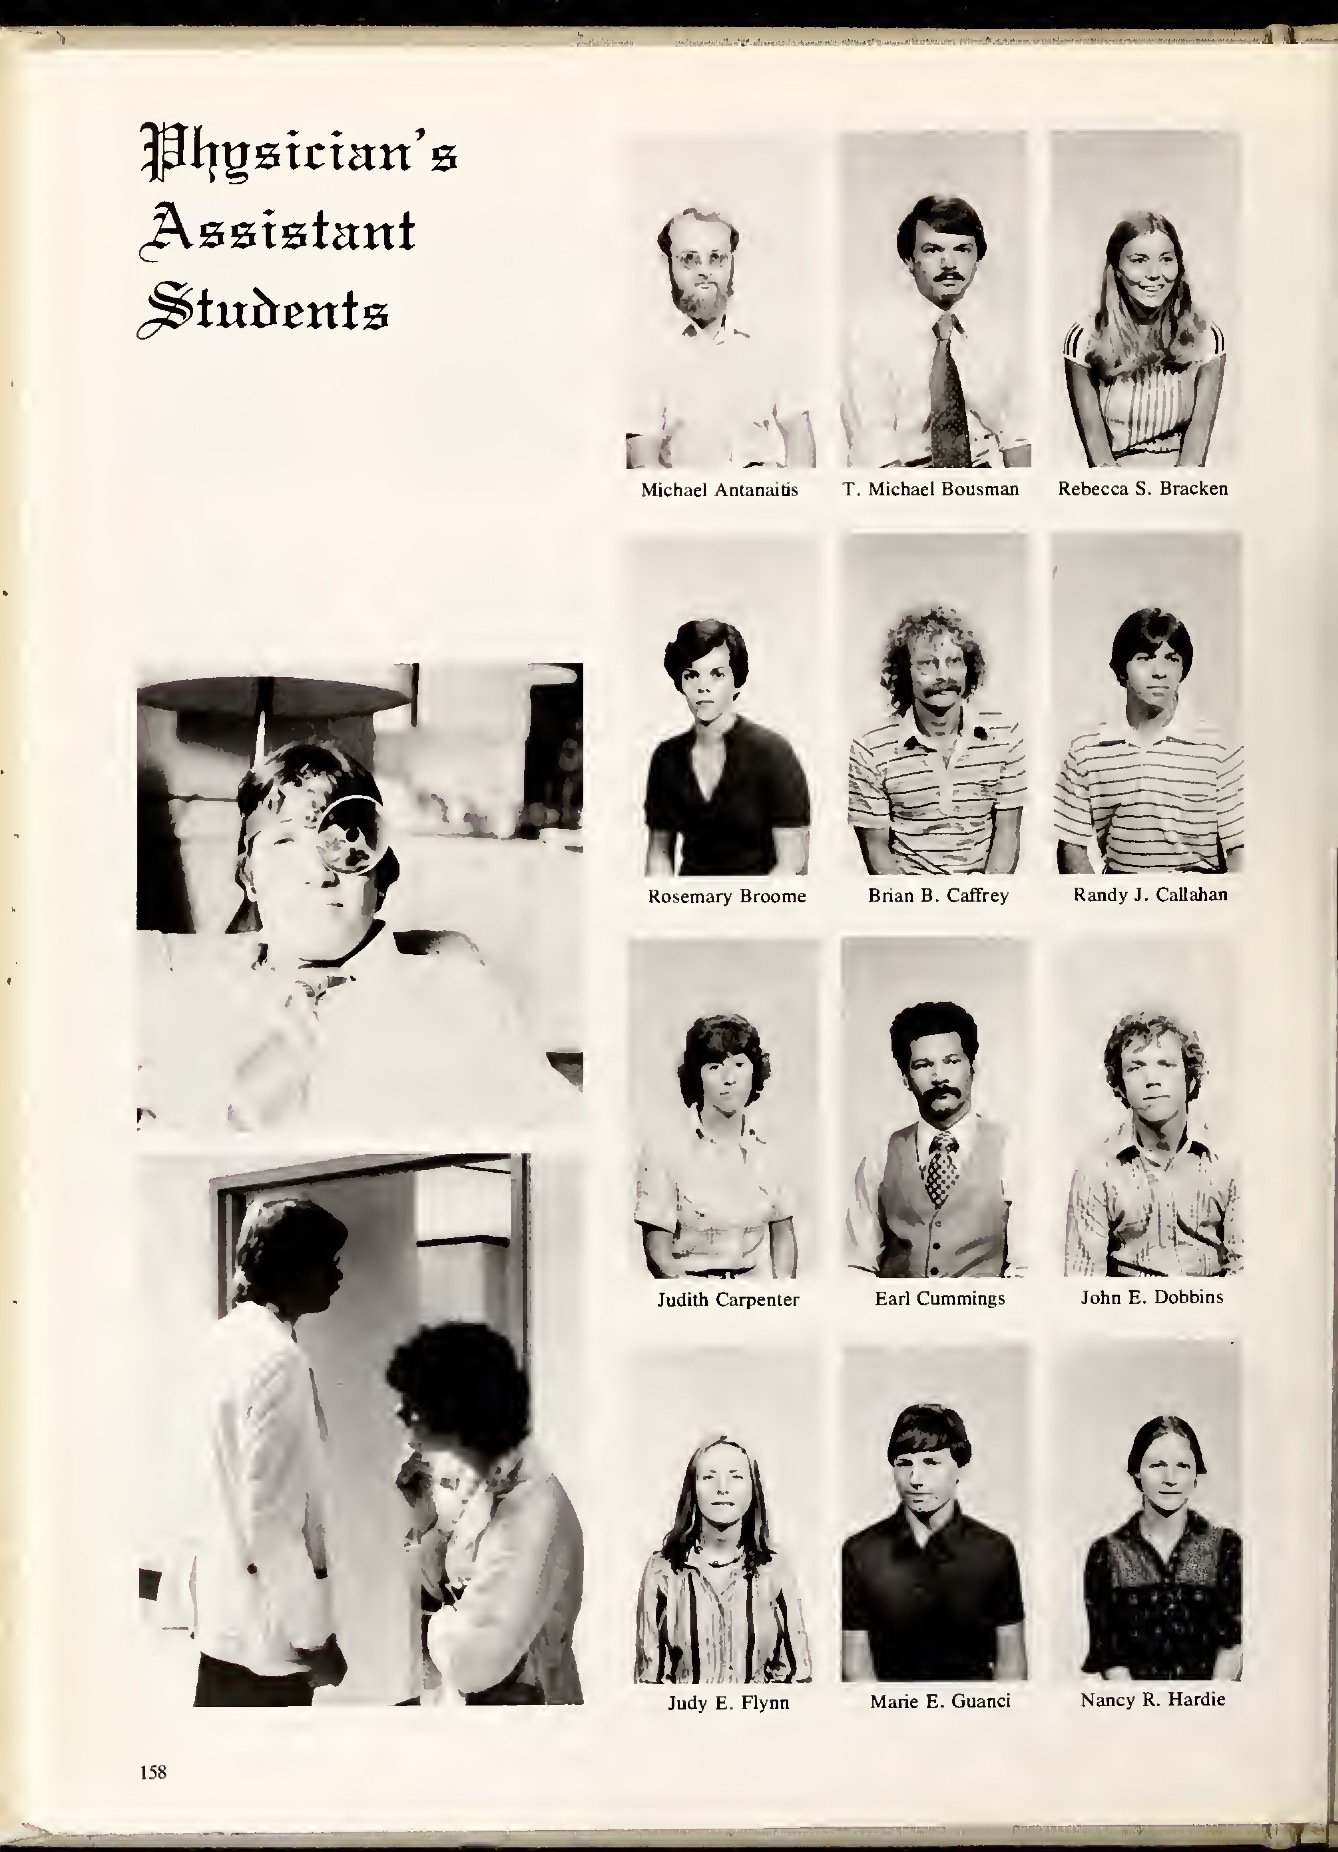 Physician's
Assistant
Students
Michael Antanaitis
T. Michael Bousman
Rebecca S. Bracken
Rosemary Broome
Brian B. Caffrey
Randy J. Callahan
Judith Carpenter
Earl Cummings
John E. Dobbins
Judy E. Flynn
Marie E. Guanci
Nancy R. Hardie
158